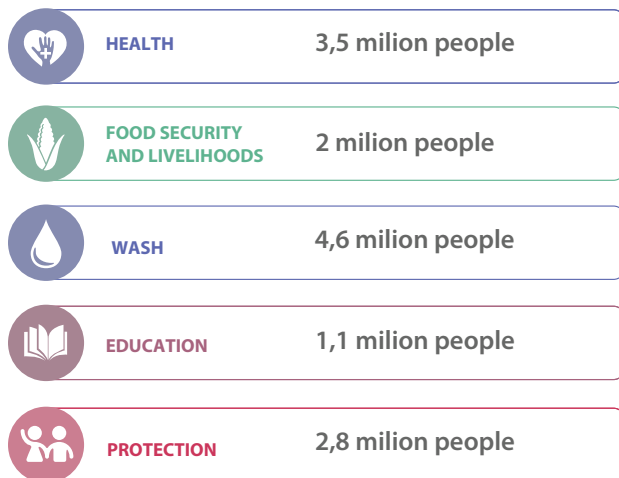 HEALTH 3,5 milion people
FOOD SECURITY
AND LIVELIHOODS 2 milion people
WASH 4,6 milion people
EDUCATION 1,1 milion people
PROTECTION 2,8 milion people